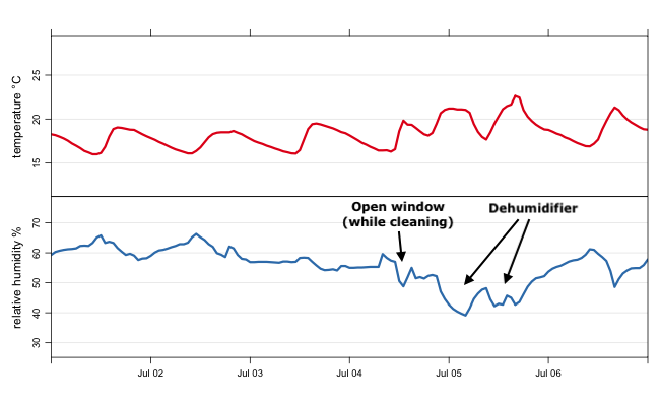 temperature °C
25
20
15
Open window
(while cleaning)
Dehumidifier
relative humidity %
70
60
50
40
30
Jul 02
Jul 03
Jul 04
Jul 05
Jul 06